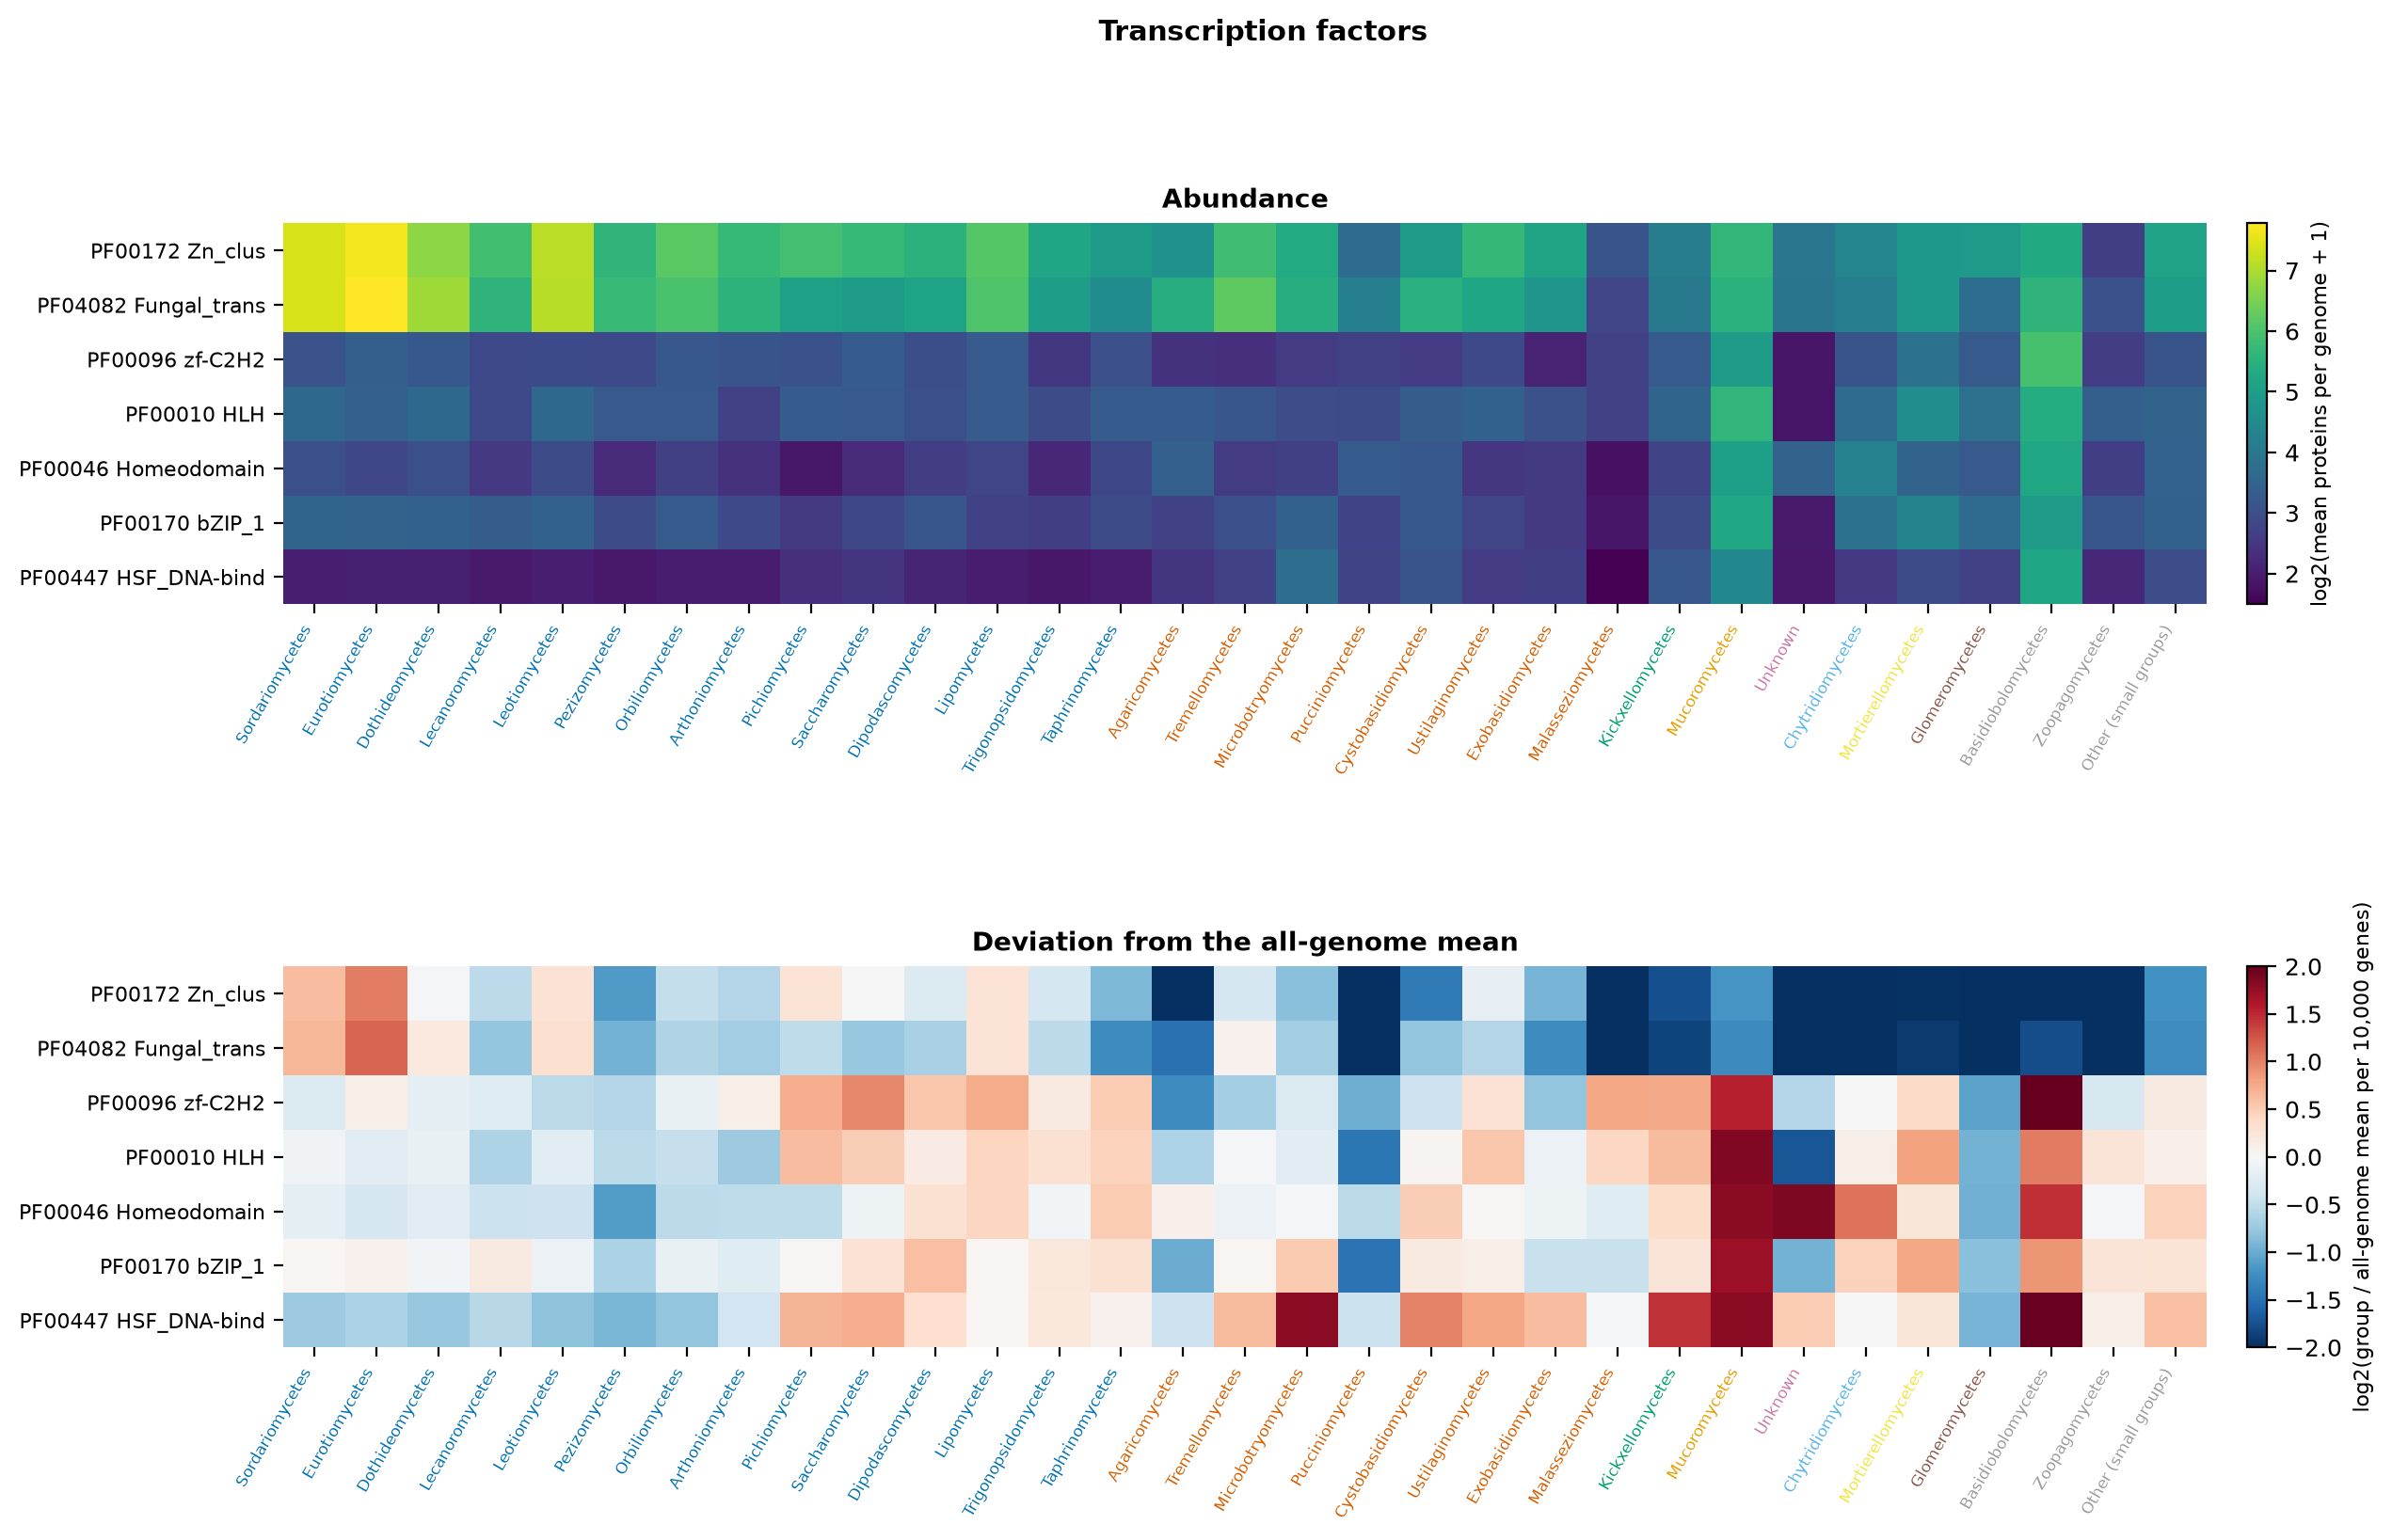 Transcription factors
Abundance
PF00172 Zn_clus
PF04082 Fungal_trans
PF00096 zf-C2H2
PF00010 HLH
PF00046 Homeodomain
PF00170 bZIP_1
PF00447 HSF_DNA-bind
Sordariomycetes
Eurotiomycetes
Dothideomycetes
Lecanoromycetes
Leotiomycetes
Pezizomycetes
Orbiliomycetes
Arthoniomycetes
Pichiomycetes
Saccharomycetes
Dipodascomycetes
Lipomycetes
Trigonopsidomycetes
Taphrinomycetes
Agaricomycetes
Tremellomycetes
Microbotryomycetes
Pucciniomycetes
Cystobasidiomycetes
Ustilaginomycetes
Exobasidiomycetes
Malasseziomycetes
Kickxellomycetes
Mucoromycetes
Unknown
Chytridiomycetes
Mortierellomycetes
Glomeromycetes
Basidiobolomycetes
Zoopagomycetes
Other (small groups)
7
6
5
4
3
2
log2(mean proteins per genome + 1)
Deviation from the all-genome mean
PF00172 Zn_clus
PF04082 Fungal_trans
PF00096 zf-C2H2
PF00010 HLH
PF00046 Homeodomain
PF00170 bZIP_1
PF00447 HSF_DNA-bind
Sordariomycetes
Eurotiomycetes
Dothideomycetes
Lecanoromycetes
Leotiomycetes
Pezizomycetes
Orbiliomycetes
Arthoniomycetes
Pichiomycetes
Saccharomycetes
Dipodascomycetes
Lipomycetes
Trigonopsidomycetes
Taphrinomycetes
Agaricomycetes
Tremellomycetes
Microbotryomycetes
Pucciniomycetes
Cystobasidiomycetes
Ustilaginomycetes
Exobasidiomycetes
Malasseziomycetes
Kickxellomycetes
Mucoromycetes
Unknown
Chytridiomycetes
Mortierellomycetes
Glomeromycetes
Basidiobolomycetes
Zoopagomycetes
Other (small groups)
2.0
1.5
1.0
0.5
0.0
−0.5
−1.0
−1.5
−2.0
log2(group / all-genome mean per 10,000 genes)